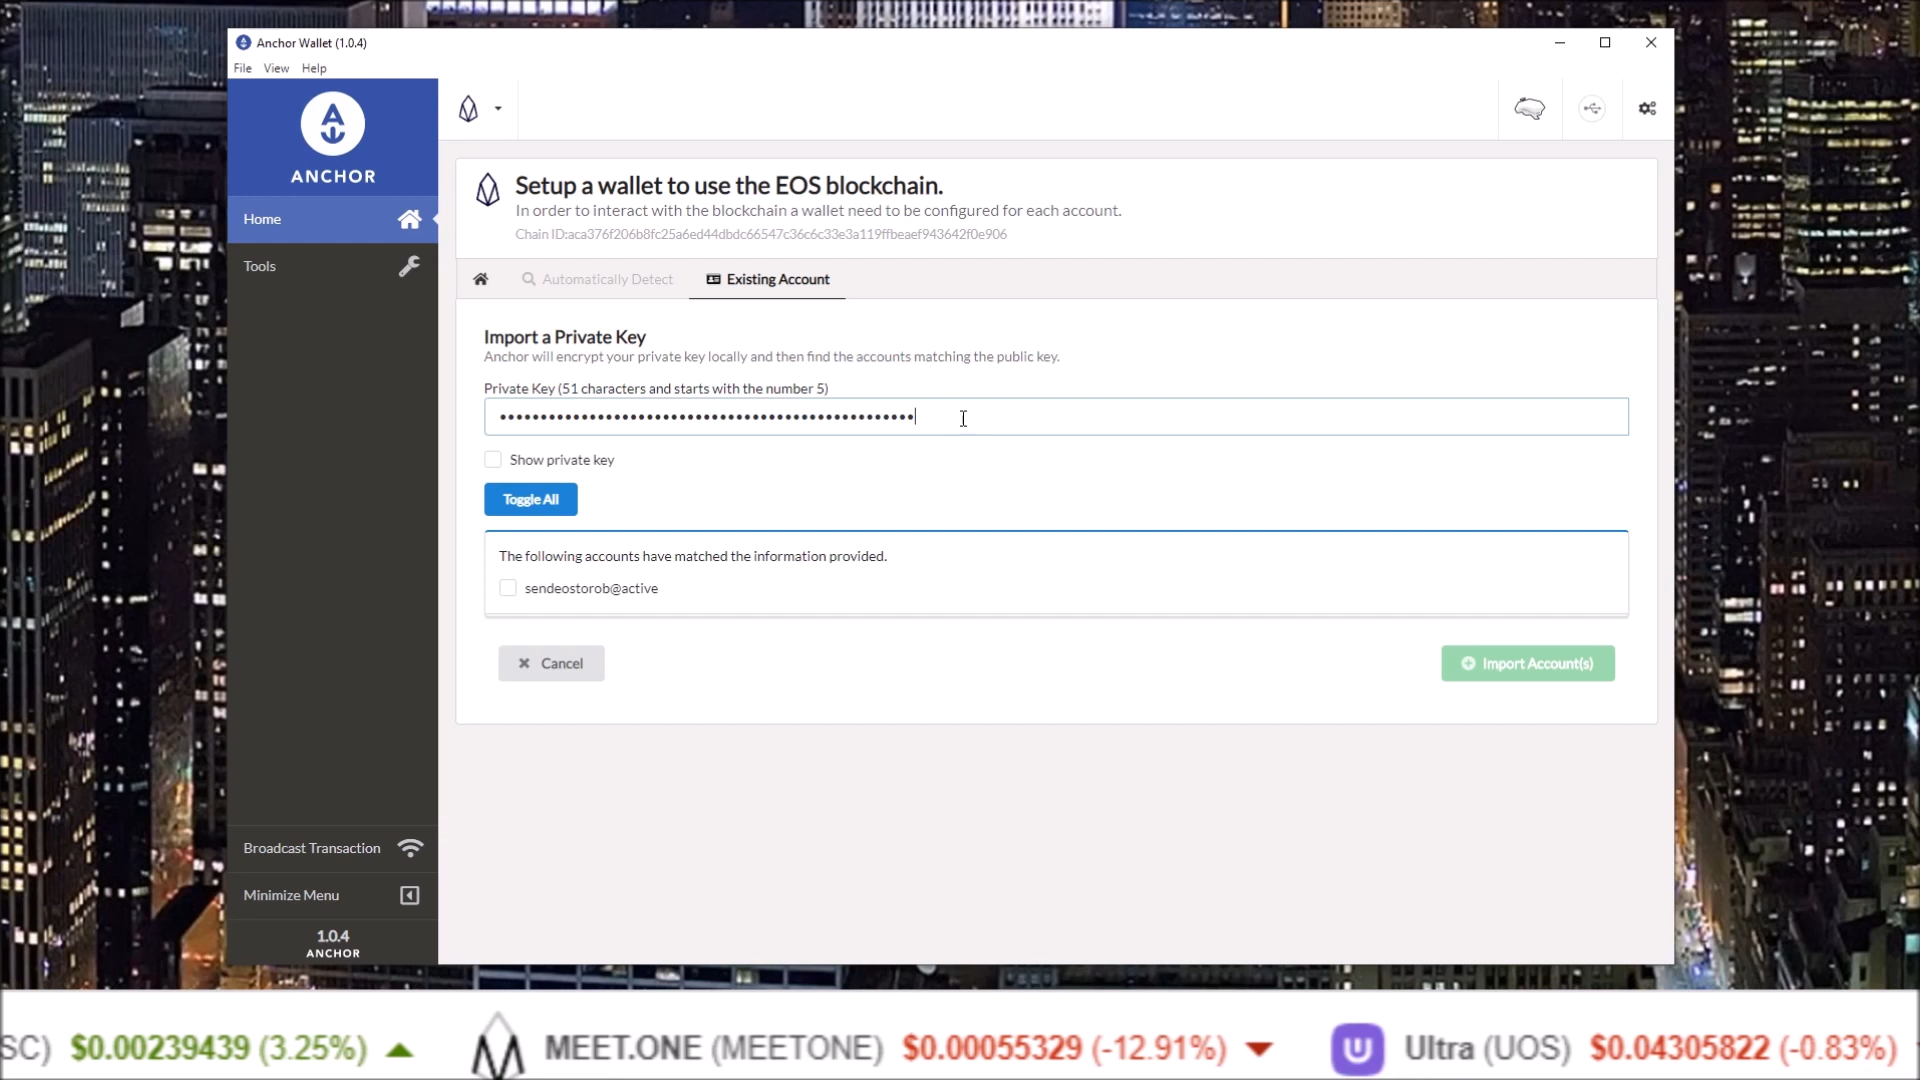 Anchor Wallet (1.0.4)
File View Help
ANCHOR
Home
Tools
Setup a wallet to use the EOS blockchain.
In order to interact with the blockchain a wallet need to be configured for each account.
Chain ID:aca376f206b8fc25a6ed44dbdc66547c36c6c33e3a119ffbeaef943642f0e906
Automatically Detect Existing Account
Import a Private Key
Anchor will encrypt your private key locally and then find the accounts matching the public key.
Private Key (51 characters and starts with the number 5)
Show private key
Toggle All
The following accounts have matched the information provided.
sendeostorob@active
Cancel Import Account(s)
Broadcast Transaction
Minimize Menu
1.0.4
ANCHOR
SC) $0.00239439 (3.25%) MEET.ONE (MEETONE) $0.00055329 (-12.91%) Ultra (UOS) $0.04305822 (-0.83%)